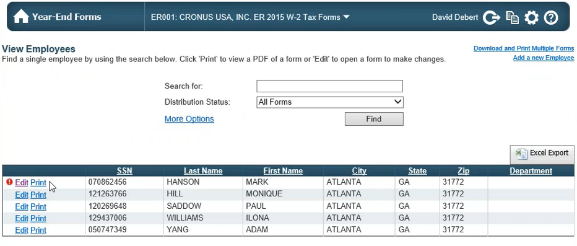 Year-End Forms ER001: CRONUS USA, INC. ER 2015 W-2 Tax Forms David Debert
View Employees
Download and Print Multiple Forms
Find a single employee by using the search below. Click 'Print' to view a PDF of a form or 'Edit' to open a form to make changes.
Add a new Employee
Search for:
Distribution Status: All Forms
More Options Find
Excel Export
SSN Last Name First Name City State Zip Department
Edit Print 070862456 HANSON MARK ATLANTA GA 31772
Edit Print 121263766 HILL MONIQUE ATLANTA GA 31772
Edit Print 120269648 SADDOW PAUL ATLANTA GA 31772
Edit Print 129437006 WILLIAMS ILONA ATLANTA GA 31772
Edit Print 050747349 YANG ADAM ATLANTA GA 31772